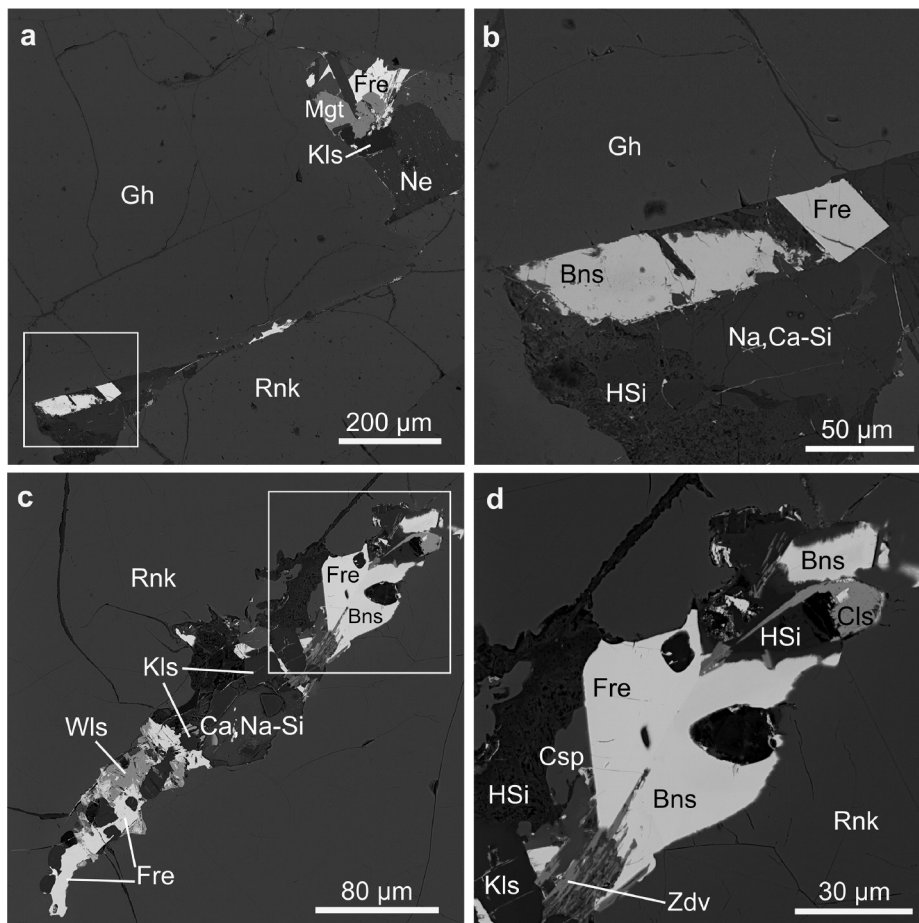 a
Fre
Mgt
Kls
Gh
Ne
Rnk
200 µm
b
Gh
Fre
Bns
Na,Ca-Si
HSi
50 µm
c
Rnk
Fre
Bns
Kls
Ca,Na-Si
Wls
Fre
80 µm
d
Bns
Cls
HSi
Fre
Csp
HSi
Bns
Rnk
Kls
Zdv
30 µm